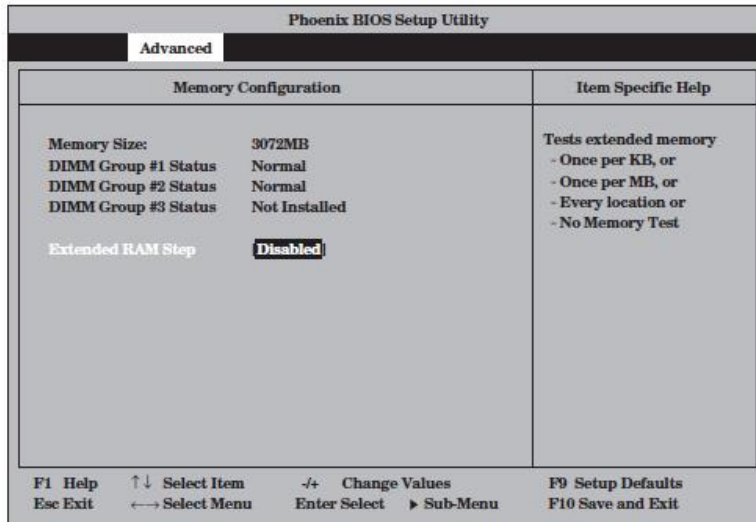 Phoenix BIOS Setup Utility
Advanced
Memory Configuration
Item Specific Help
Memory Size: 3072MB
DIMM Group #1 Status Normal
DIMM Group #2 Status Normal
DIMM Group #3 Status Not Installed
Extended RAM Step [Disabled]
Tests extended memory
- Once per KB, or
- Once per MB, or
- Every location or
- No Memory Test
F1 Help ↑↓ Select Item -/+ Change Values F9 Setup Defaults
Esc Exit ←→ Select Menu Enter Select ▶ Sub-Menu F10 Save and Exit